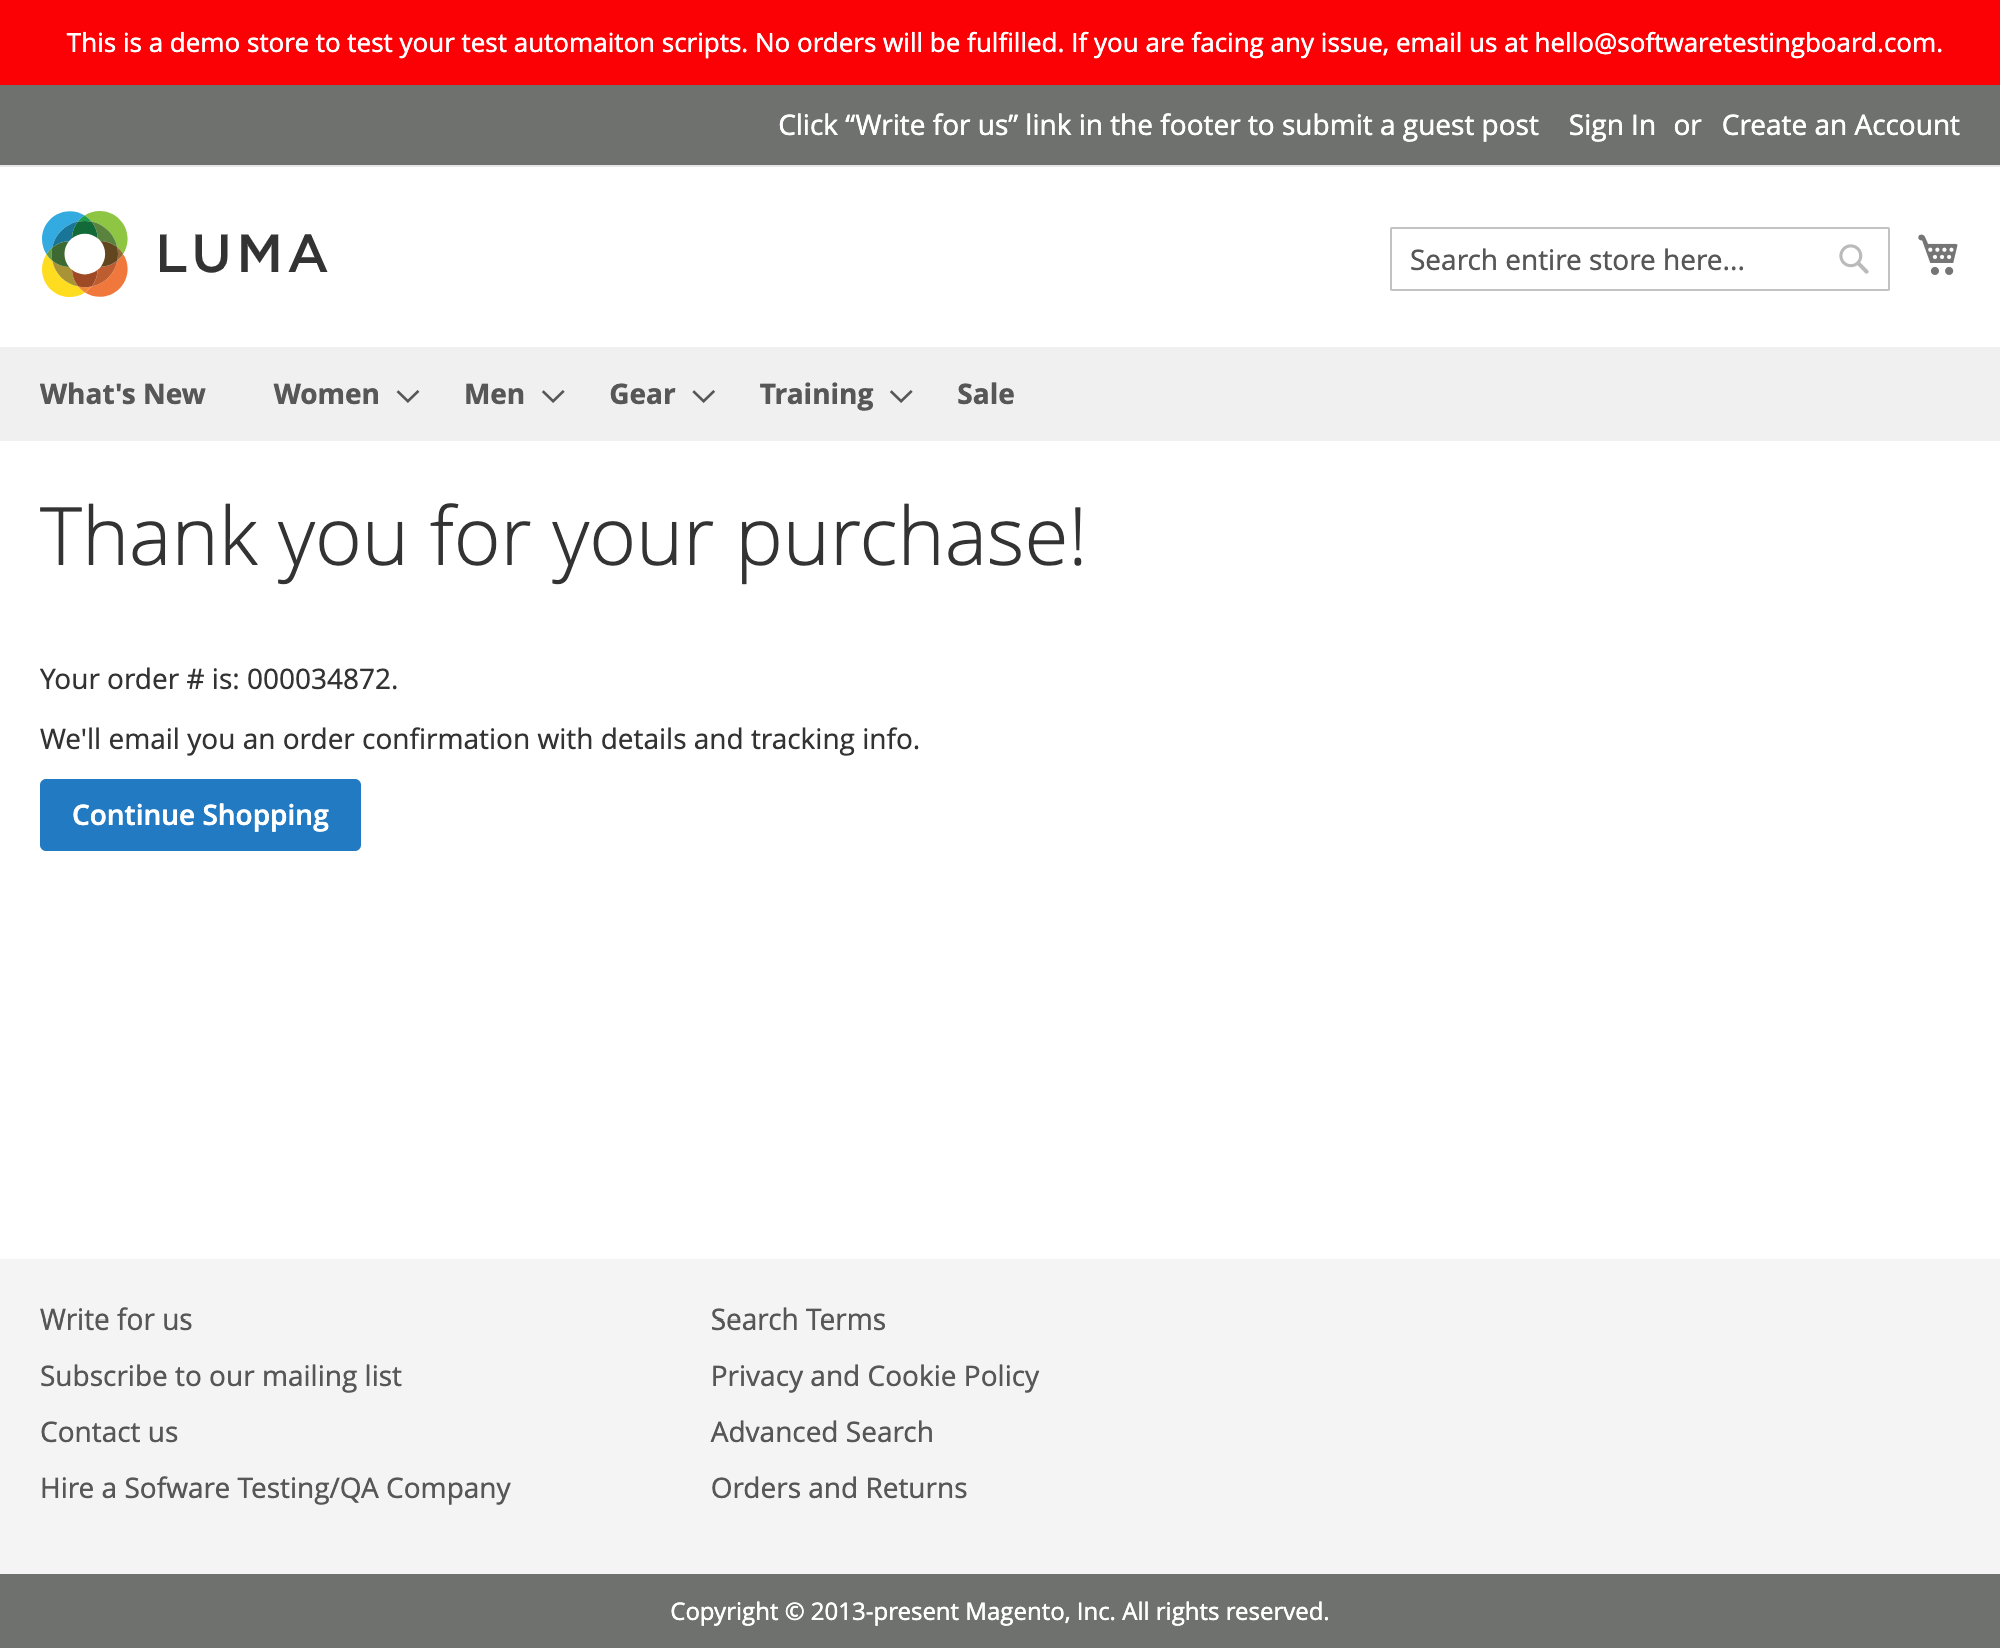 This is a demo store to test your test automaiton scripts. No orders will be fulfilled. If you are facing any issue, email us at hello@softwaretestingboard.com.
Click “Write for us” link in the footer to submit a guest post Sign In or Create an Account
LUMA
Search entire store here...
What's New Women Men Gear Training Sale
Thank you for your purchase!
Your order # is: 000034872.
We'll email you an order confirmation with details and tracking info.
Continue Shopping
Write for us
Subscribe to our mailing list
Contact us
Hire a Sofware Testing/QA Company
Search Terms
Privacy and Cookie Policy
Advanced Search
Orders and Returns
Copyright © 2013-present Magento, Inc. All rights reserved.